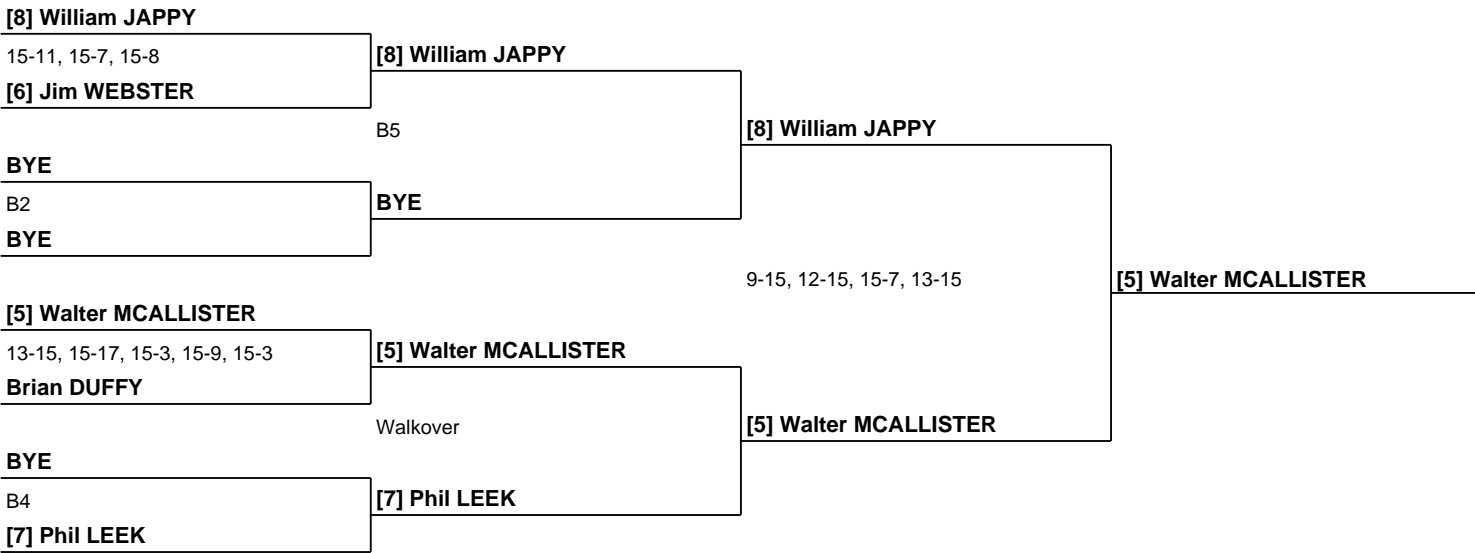 [8] William JAPPY
15-11, 15-7, 15-8
[6] Jim WEBSTER
BYE
B2
BYE
[5] Walter MCALLISTER
13-15, 15-17, 15-3, 15-9, 15-3
Brian DUFFY
BYE
B4
[7] Phil LEEK
[8] William JAPPY
B5
BYE
[5] Walter MCALLISTER
Walkover
[7] Phil LEEK
[8] William JAPPY
9-15, 12-15, 15-7, 13-15
[5] Walter MCALLISTER
[5] Walter MCALLISTER